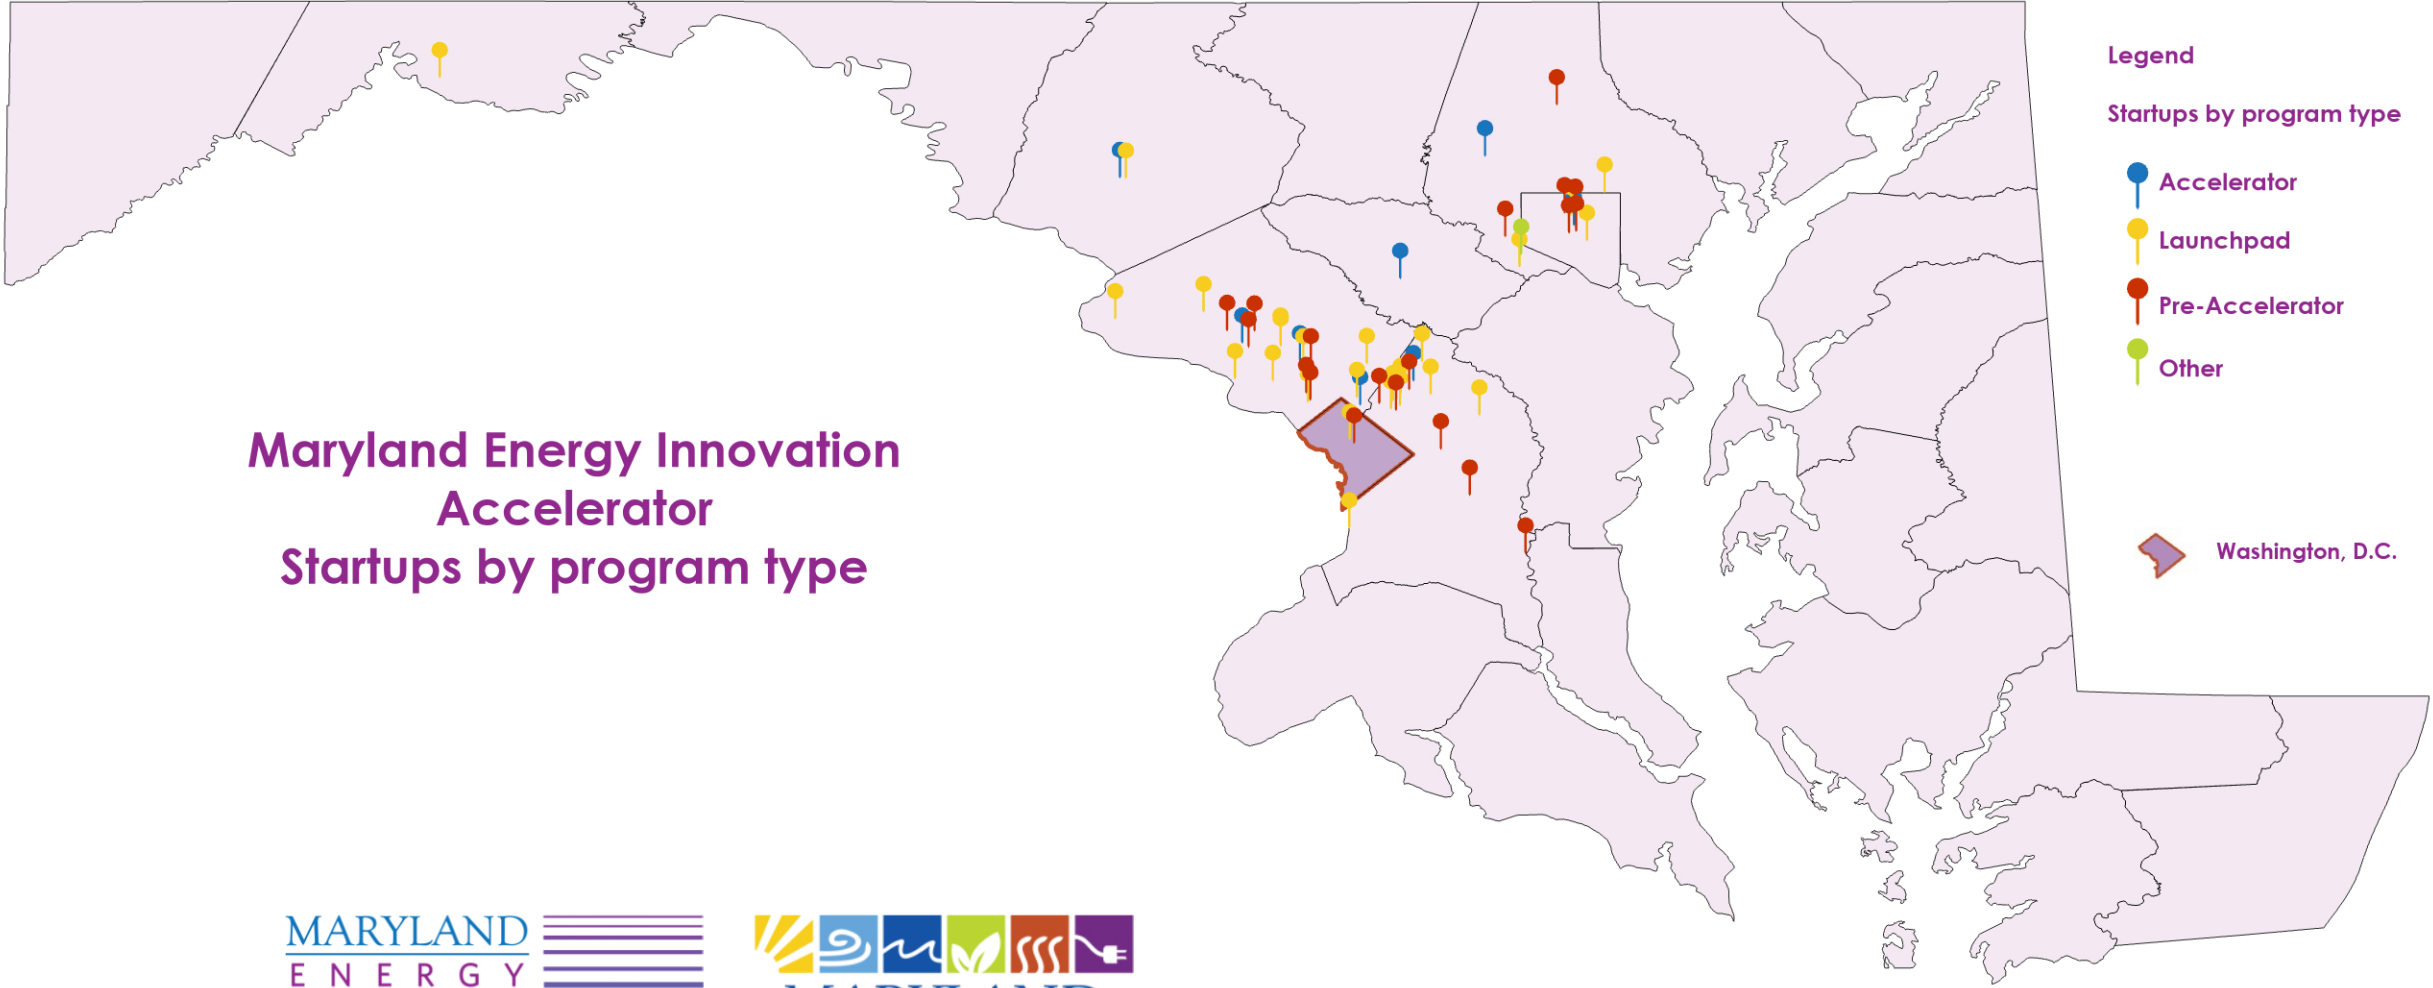 Legend
Startups by program type
Accelerator
Launchpad
Pre-Accelerator
Other
Washington, D.C.
Maryland Energy Innovation
Accelerator
Startups by program type
MARYLAND
ENERGY
MARYLAND